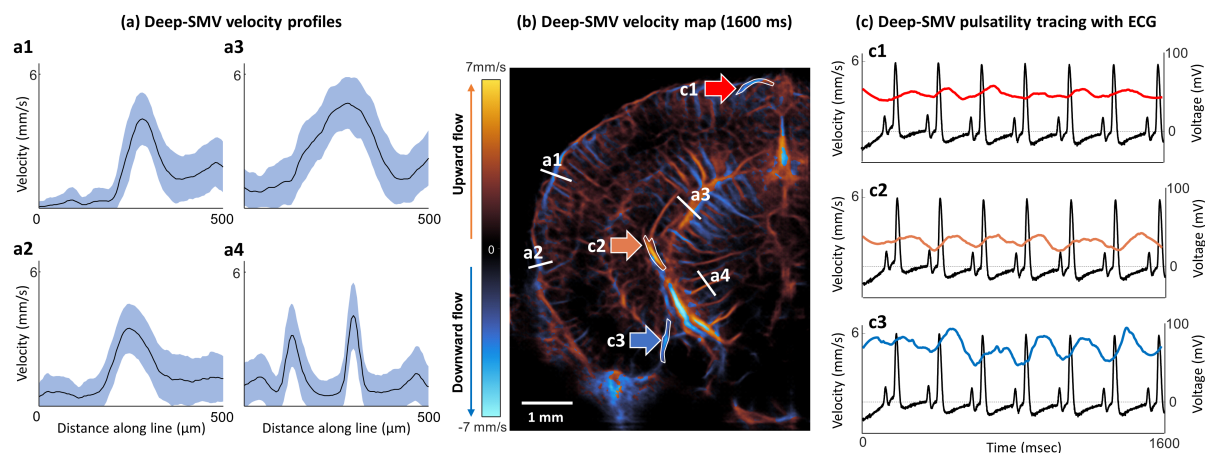 (a) Deep-SMV velocity profiles
a1
6
Velocity (mm/s)
0
500
a3
6
500
a2
6
Velocity (mm/s)
0
500
Distance along line (µm)
a4
6
500
Distance along line (µm)
(b) Deep-SMV velocity map (1600 ms)
7mm/s
Upward flow
0
Downward flow
-7 mm/s
c1
a1
a3
c2
a2
a4
c3
1 mm
(c) Deep-SMV pulsatility tracing with ECG
c1
6
Velocity (mm/s)
100
0
Voltage (mV)
c2
6
Velocity (mm/s)
100
0
Voltage (mV)
c3
6
Velocity (mm/s)
100
0
Voltage (mV)
0
Time (msec)
1600